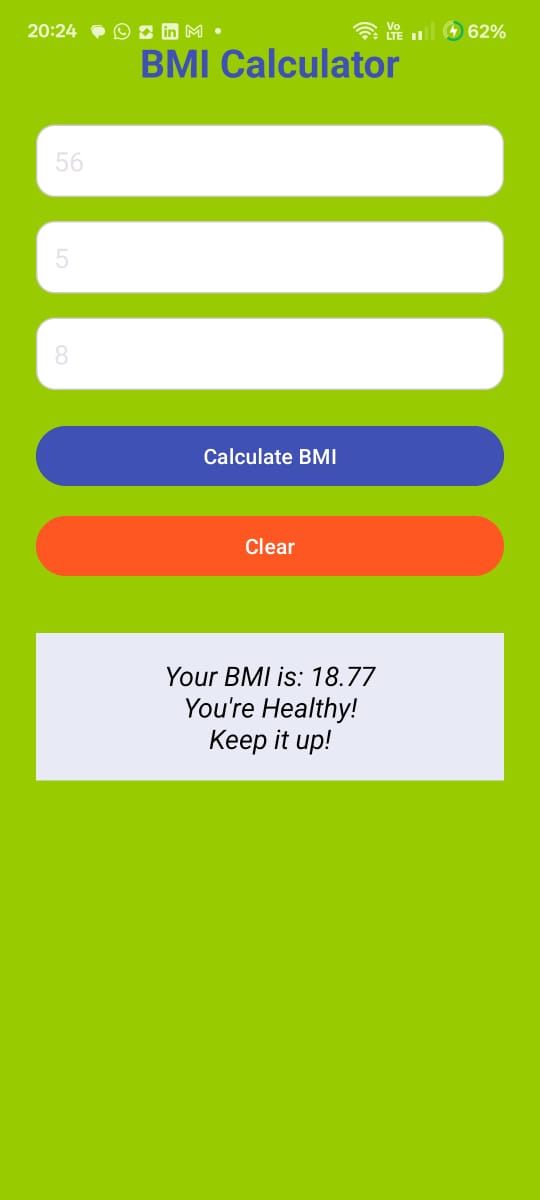 20:24
Vo
LTE
62%
BMI Calculator
56
5
8
Calculate BMI
Clear
Your BMI is: 18.77
You're Healthy!
Keep it up!